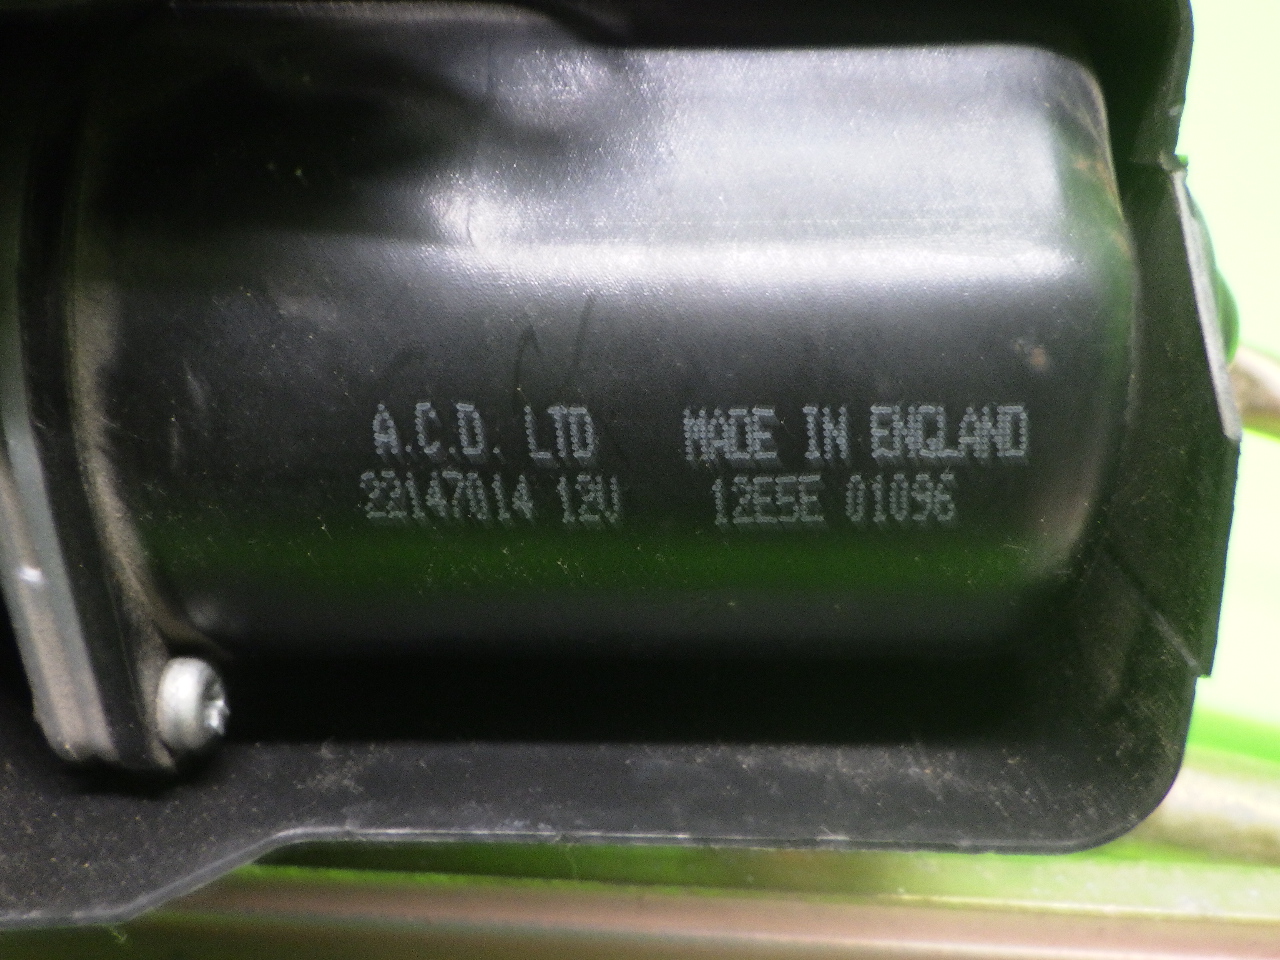 A.C.D. LTD MADE IN ENGLAND
22147014 12V 12E5E 01096